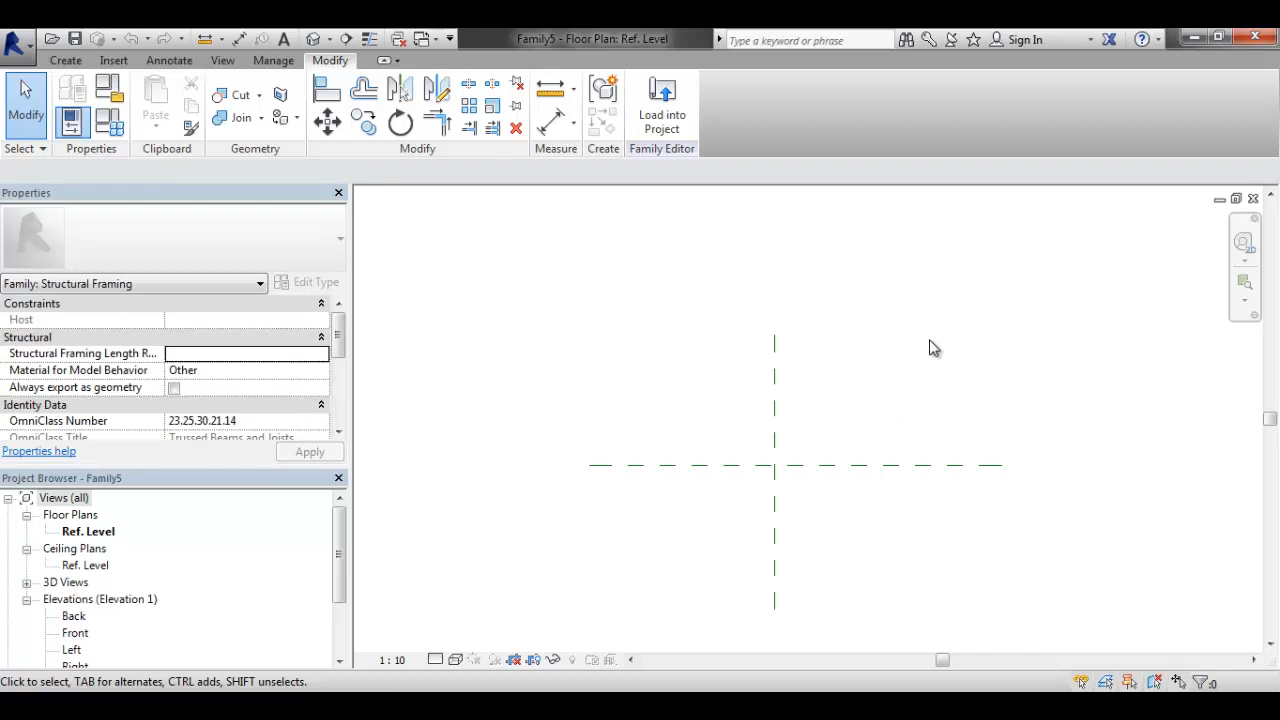 Family5 - Floor Plan: Ref. Level
Type a keyword or phrase
Sign In
Create Insert Annotate View Manage Modify
Modify
Select
Properties
Paste
Clipboard
Cut
Join
Geometry
Modify
Measure
Create
Load into
Project
Family Editor
Properties
Family: Structural Framing
Edit Type
Constraints
Host
Structural
Structural Framing Length R...
Material for Model Behavior Other
Always export as geometry
Identity Data
OmniClass Number 23.25.30.21.14
OmniClass Title Trussed Beams and Joists
Properties help
Apply
Project Browser - Family5
Views (all)
Floor Plans
Ref. Level
Ceiling Plans
Ref. Level
3D Views
Elevations (Elevation 1)
Back
Front
Left
Right
2D
1 : 10
Click to select, TAB for alternates, CTRL adds, SHIFT unselects.
:0